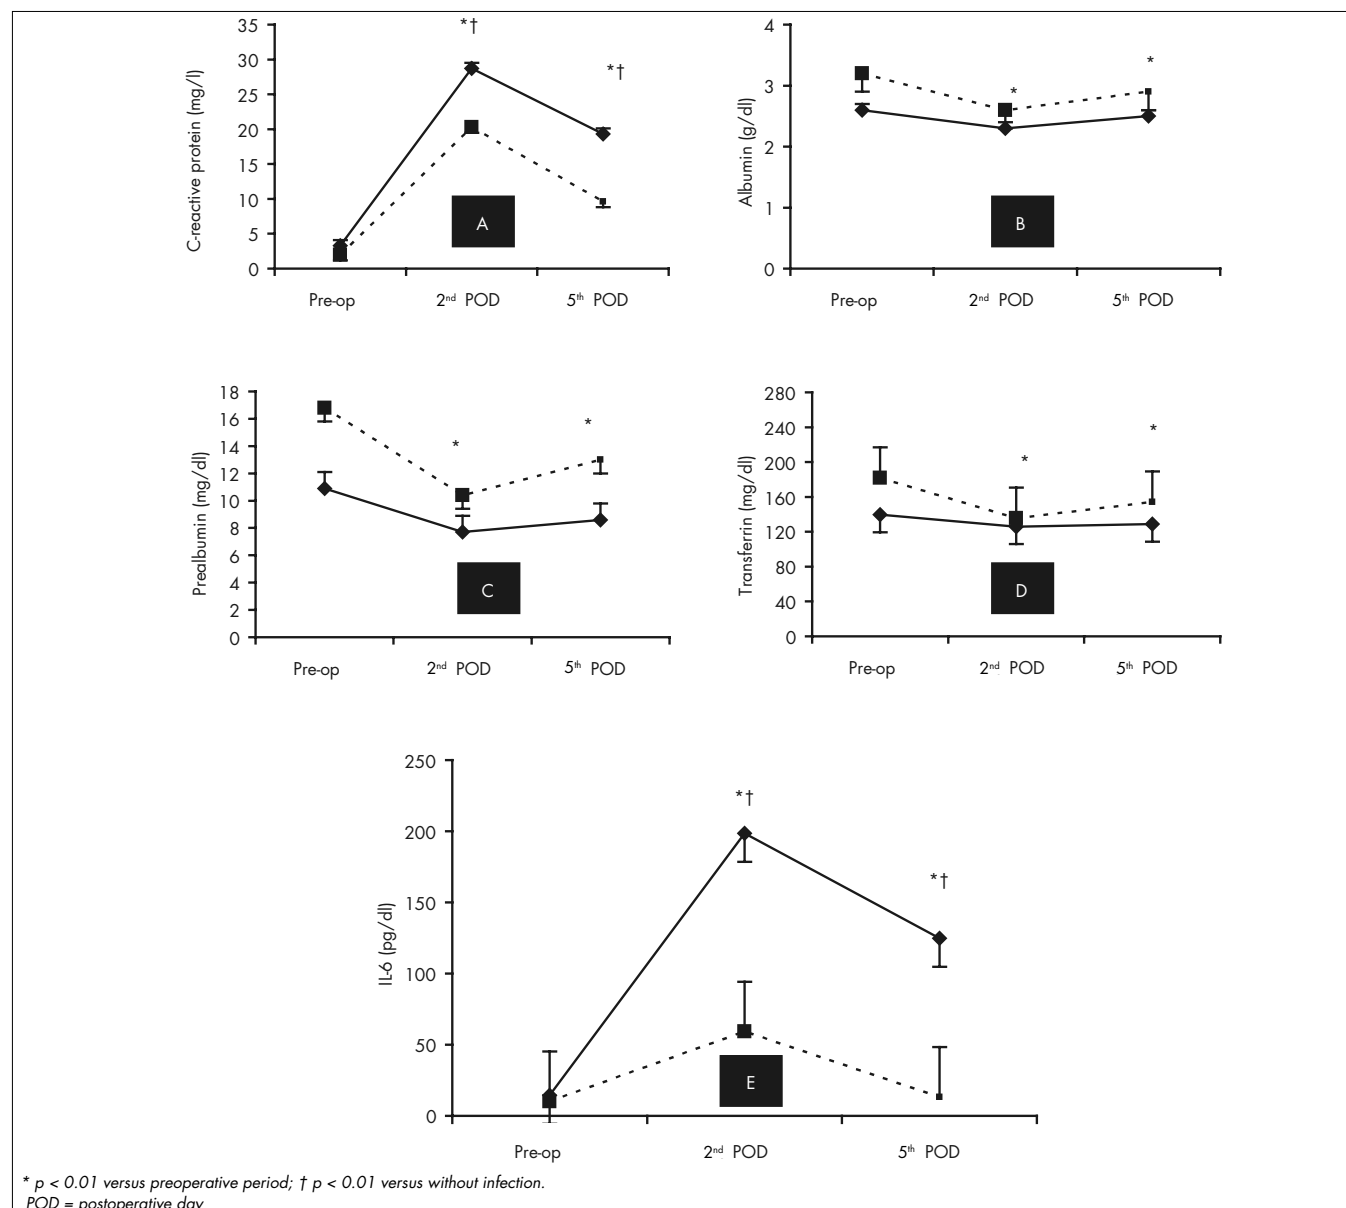 35
30
25
20
15
10
5
0
C-reactive protein (mg/l)
*†
*†
A
Pre-op
2nd POD
5th POD
4
3
2
1
0
Albumin (g/dl)
*
*
B
Pre-op
2nd POD
5th POD
18
16
14
12
10
8
6
4
2
0
Prealbumin (mg/dl)
*
*
C
Pre-op
2nd POD
5th POD
280
240
200
160
120
80
40
0
Transferrin (mg/dl)
*
*
D
Pre-op
2nd POD
5th POD
250
200
150
100
50
0
IL-6 (pg/dl)
*†
*†
E
Pre-op
2nd POD
5th POD
* p < 0.01 versus preoperative period; † p < 0.01 versus without infection.
POD = postoperative day